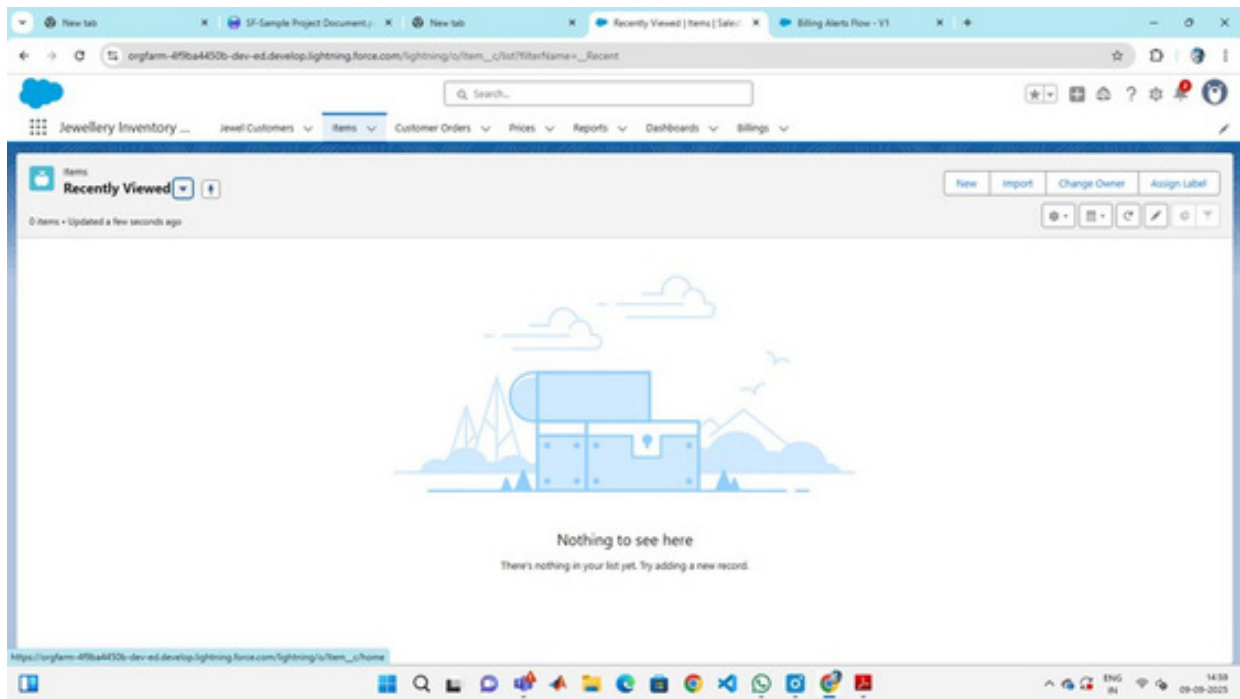 New tab
SF-Sample Project Document.p
New tab
Recently Viewed | Items | Sales
Billing Alerts Flow - V1
orgfarm-4f9ba4450b-dev-ed.develop.lightning.force.com/lightning/o/Item__c/list?filterName=__Recent
Search...
Jewellery Inventory ...
Jewel Customers
Items
Customer Orders
Prices
Reports
Dashboards
Billings
Items
Recently Viewed
New
Import
Change Owner
Assign Label
0 items • Updated a few seconds ago
Nothing to see here
There's nothing in your list yet. Try adding a new record.
https://orgfarm-4f9ba4450b-dev-ed.develop.lightning.force.com/lightning/o/Item__c/home
ENG
IN
14:59
09-09-2025